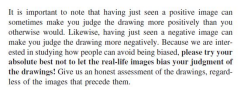 It is important to note that having just seen a positive image can
sometimes make you judge the drawing more positively than you
otherwise would. Likewise, having just seen a negative image can
make you judge the drawing more negatively. Because we are inter-
ested in studying how people can avoid being biased, please try your
absolute best not to let the real-life images bias your judgment of
the drawings! Give us an honest assessment of the drawings, regard-
less of the images that precede them.